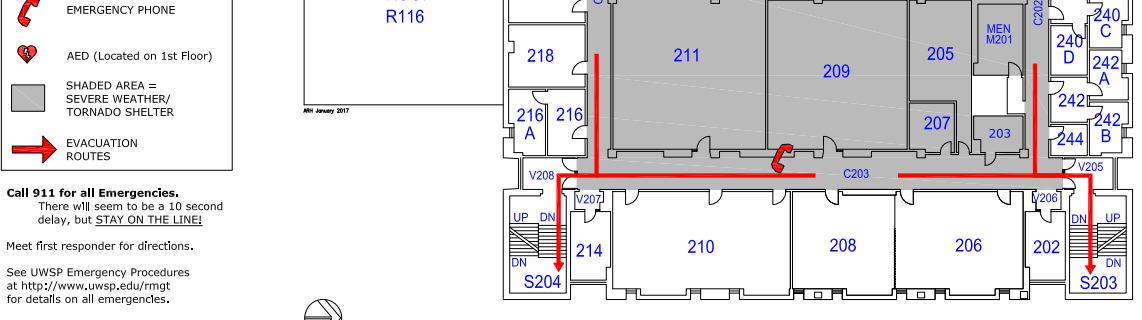 EMERGENCY PHONE
AED (Located on 1st Floor)
SHADED AREA =
SEVERE WEATHER/
TORNADO SHELTER
EVACUATION
ROUTES
Call 911 for all Emergencies.
There will seem to be a 10 second
delay, but STAY ON THE LINE!
Meet first responder for directions.
See UWSP Emergency Procedures
at http://www.uwsp.edu/rmgt
for details on all emergencies.
R116
ARH January 2017
218
216
A
216
211
209
205
MEN
M201
C202
240
C
240
D
242
A
242
242
B
244
207
203
V208
C203
V205
V207
V206
UP
DN
DN
S204
214
210
208
206
202
DN
UP
DN
S203